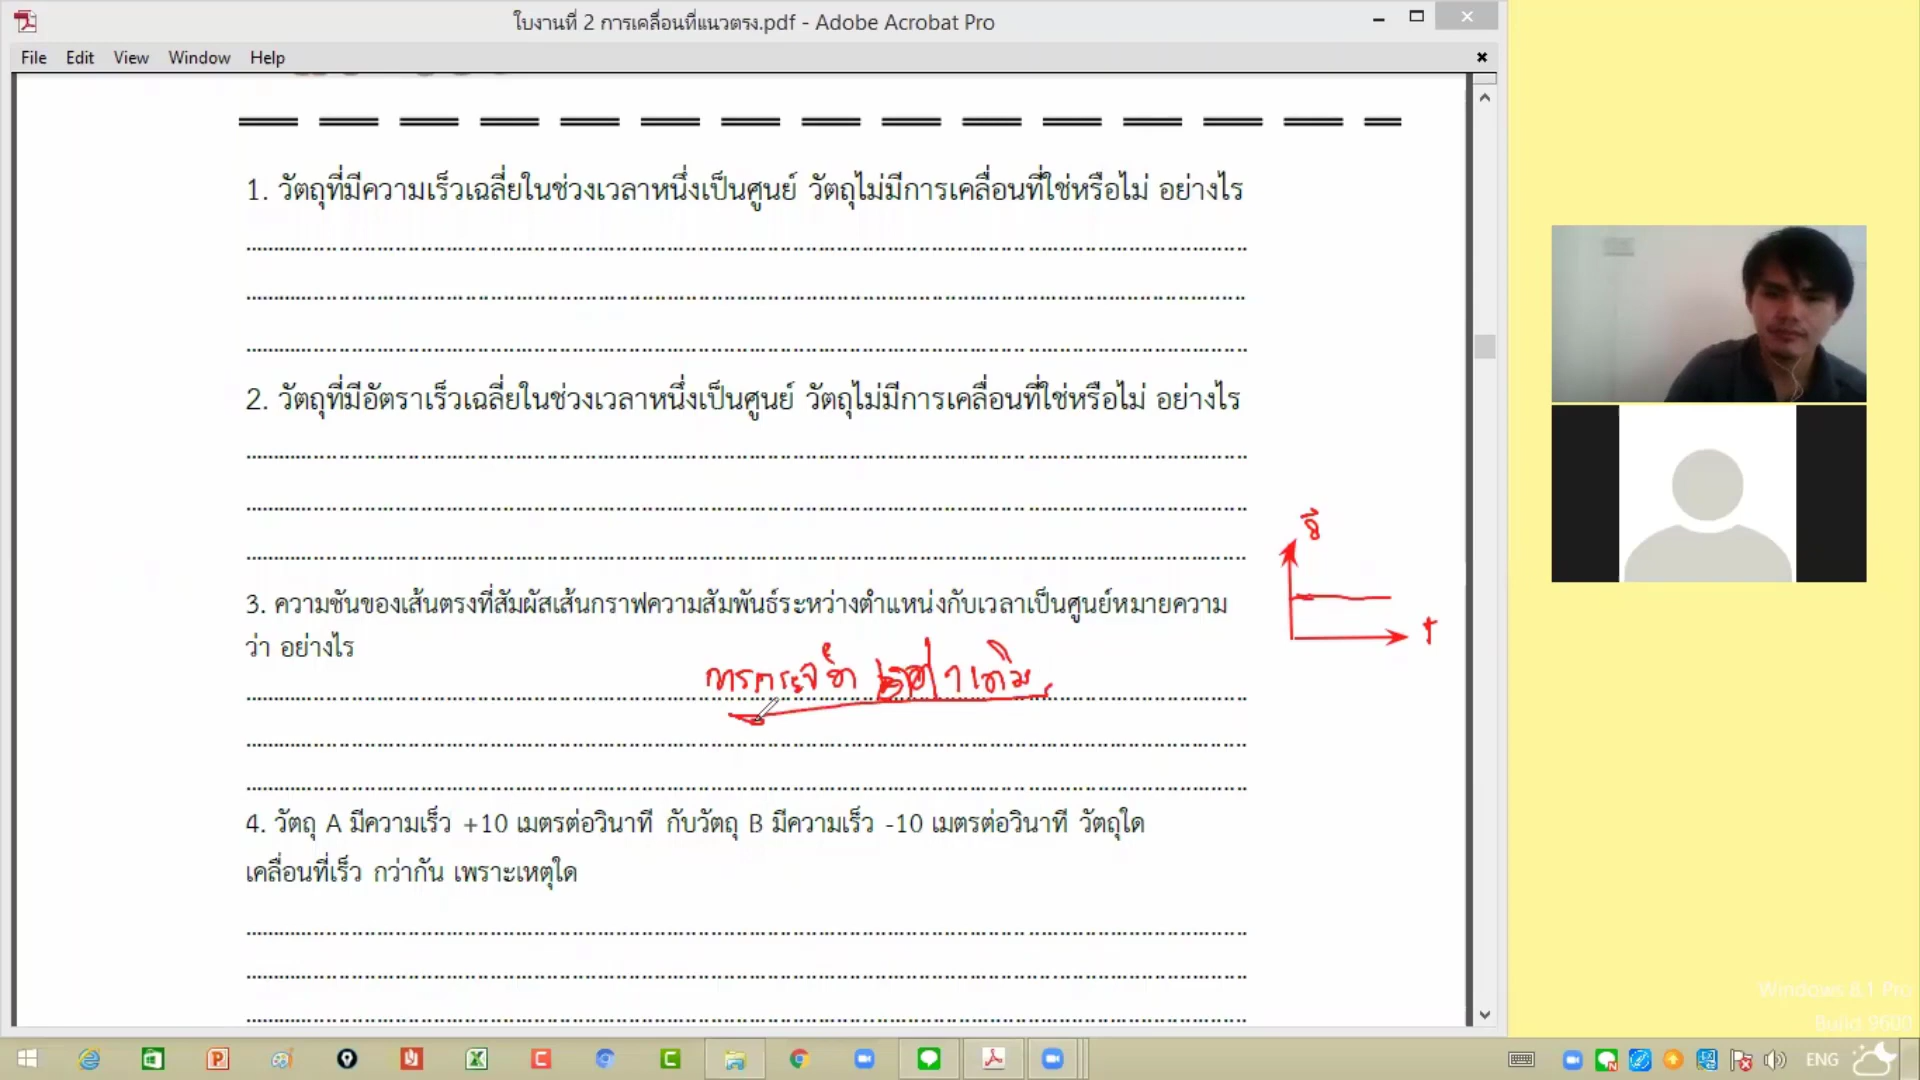 ใบงานที่ 2 การเคลื่อนที่แนวตรง.pdf - Adobe Acrobat Pro
File Edit View Window Help
1. วัตถุที่มีความเร็วเฉลี่ยในช่วงเวลาหนึ่งเป็นศูนย์ วัตถุไม่มีการเคลื่อนที่ใช่หรือไม่ อย่างไร
2. วัตถุที่มีอัตราเร็วเฉลี่ยในช่วงเวลาหนึ่งเป็นศูนย์ วัตถุไม่มีการเคลื่อนที่ใช่หรือไม่ อย่างไร
3. ความชันของเส้นตรงที่สัมผัสเส้นกราฟความสัมพันธ์ระหว่างตำแหน่งกับเวลาเป็นศูนย์หมายความ
ว่า อย่างไร
การกระจัด
t
4. วัตถุ A มีความเร็ว +10 เมตรต่อวินาที กับวัตถุ B มีความเร็ว -10 เมตรต่อวินาที วัตถุใด
เคลื่อนที่เร็ว กว่ากัน เพราะเหตุใด
Windows 8.1 Pro
Build 9600
ENG